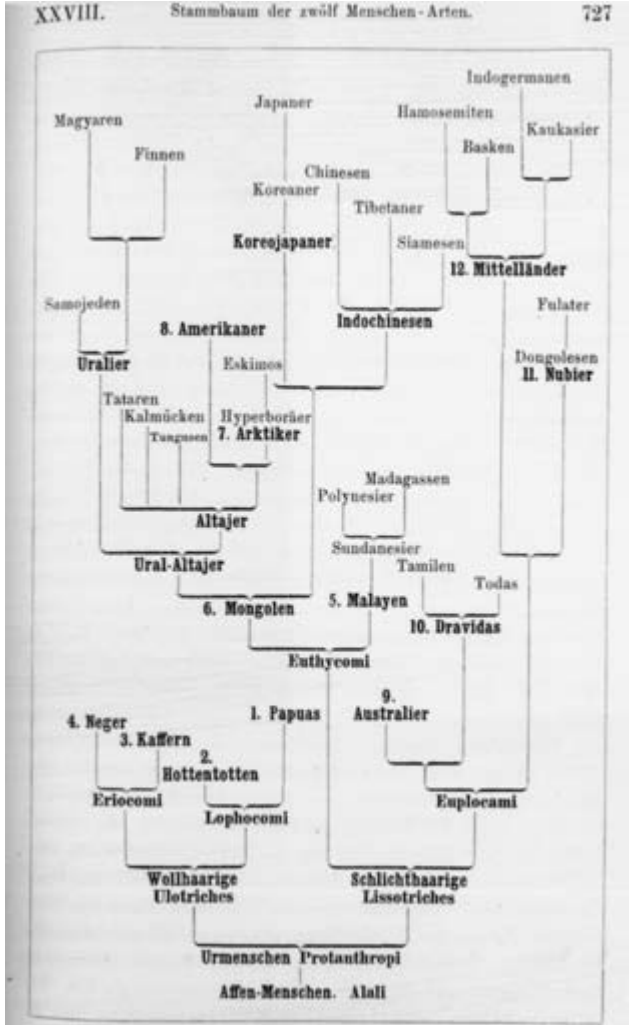 XXVIII. Stammbaum der zwölf Menschen-Arten. 727
Indogermanen
Japaner Hamosemiten
Magyaren Kaukasier
Basken
Finnen
Chinesen
Koreaner
Tibetaner
Koreojapaner Siamesen
12. Mittelländer
Samojeden Fulater
8. Amerikaner Indochinesen
Uralier Eskimos Dongolesen
11. Nubier
Tataren
Kalmücken Hyperboräer
Tungusen 7. Arktiker
Madagassen
Polynesier
Altajer
Sundanesier
Ural-Altajer Tamilen
Todas
6. Mongolen 5. Malayen
10. Dravidas
Euthycomi
9.
4. Neger 1. Papuas Australier
3. Kaffern
2.
Hottentotten
Eriocomi Euplocami
Lophocomi
Wollhaarige Schlichthaarige
Ulotriches Lissotriches
Urmenschen Protanthropi
Affen-Menschen. Alali